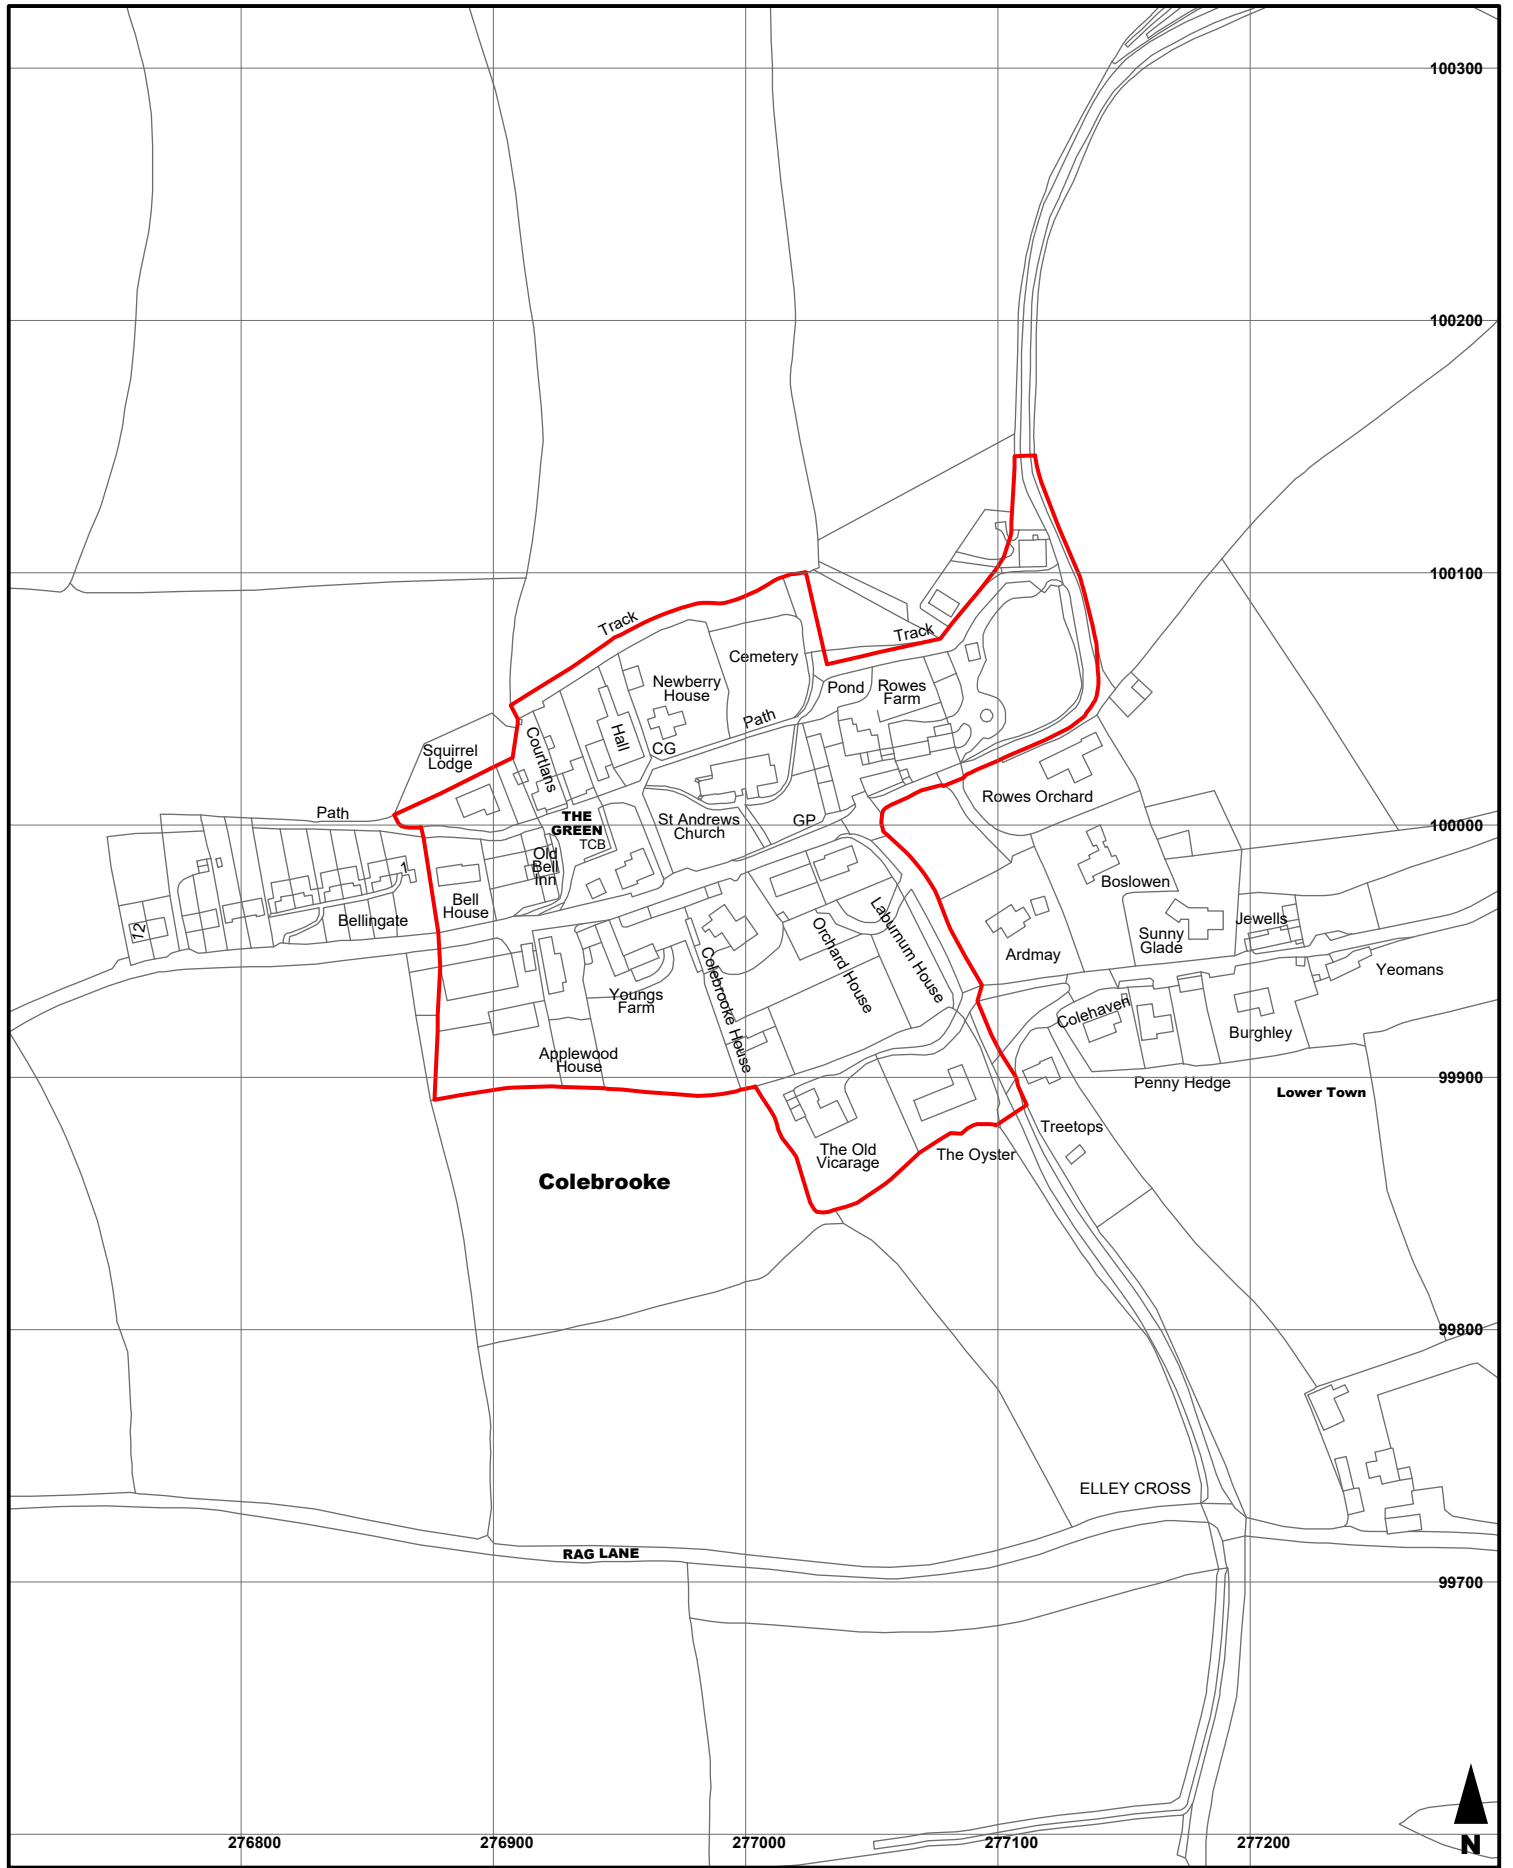 100300
100200
100100
Track
Track
Cemetery
Newberry
House
Pond
Rowes
Farm
Path
Hall
CG
Courtlans
Squirrel
Lodge
Rowes Orchard
Path
THE
GREEN
TCB
St Andrews
Church
GP
100000
Old
Bell
Inn
1
Boslowen
Bell
House
Bellingate
12
Laburnum House
Orchard House
Jewells
Sunny
Glade
Ardmay
Yeomans
Colebrooke House
Youngs
Farm
Colehaven
Burghley
Applewood
House
99900
Penny Hedge
Lower Town
Treetops
The Old
Vicarage
The Oyster
Colebrooke
99800
ELLEY CROSS
RAG LANE
99700
276800
276900
277000
277100
277200
N